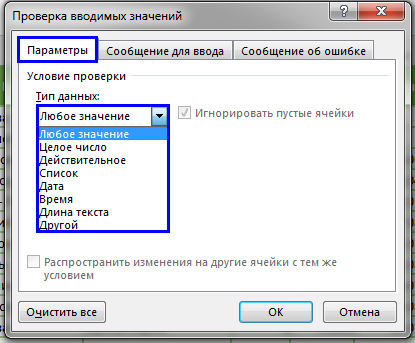 Проверка вводимых значений
?
Параметры
Сообщение для ввода
Сообщение об ошибке
Условие проверки
Тип данных:
Любое значение
Игнорировать пустые ячейки
Любое значение
Целое число
Действительное
Список
Дата
Время
Длина текста
Другой
Распространить изменения на другие ячейки с тем же
условием
Очистить все
ОК
Отмена